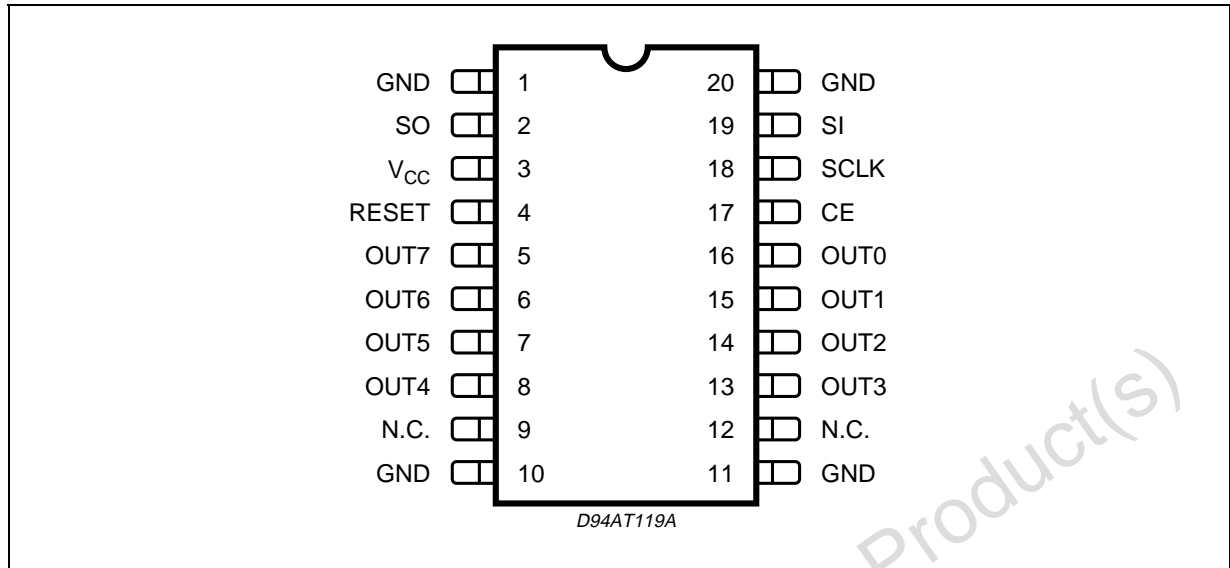 GND 1 20 GND
SO 2 19 SI
VCC 3 18 SCLK
RESET 4 17 CE
OUT7 5 16 OUT0
OUT6 6 15 OUT1
OUT5 7 14 OUT2
OUT4 8 13 OUT3
N.C. 9 12 N.C.
GND 10 11 GND
D94AT119A
Product(s)